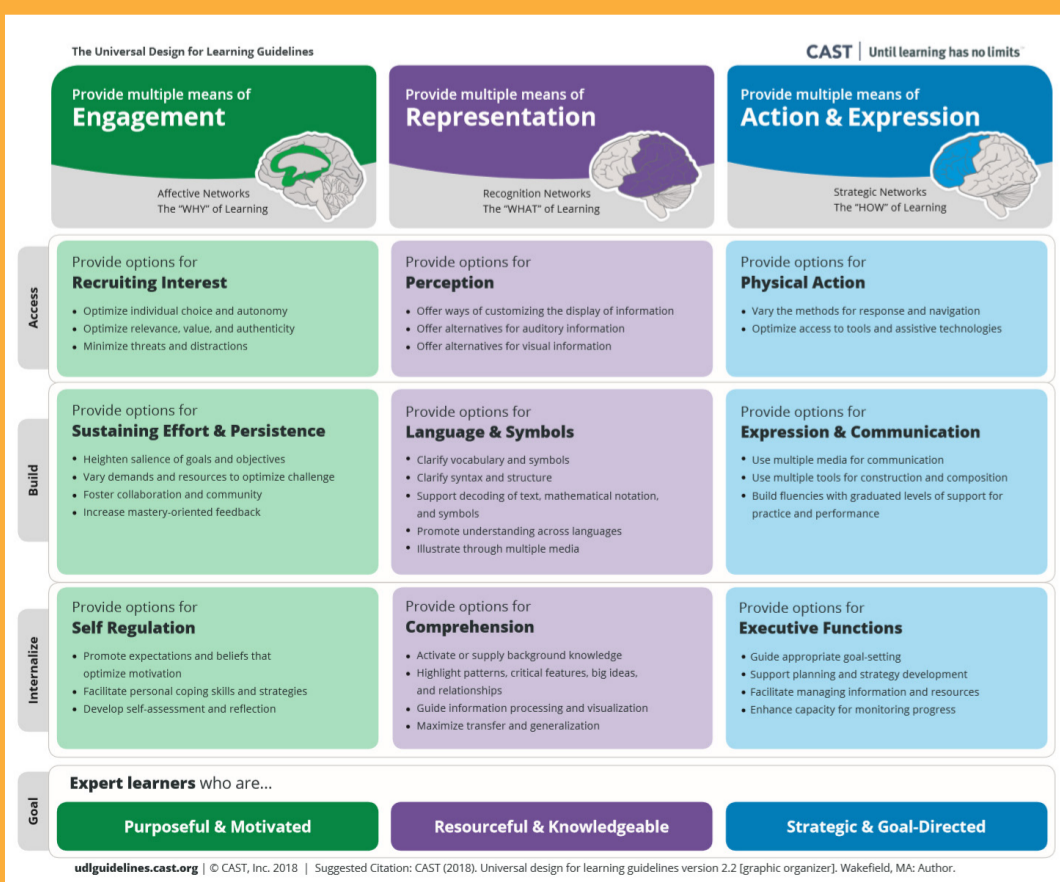 The Universal Design for Learning Guidelines
CAST | Until learning has no limits
Provide multiple means of
Engagement
Affective Networks
The “WHY” of Learning
Provide multiple means of
Representation
Recognition Networks
The “WHAT” of Learning
Provide multiple means of
Action & Expression
Strategic Networks
The “HOW” of Learning
Access
Provide options for
Recruiting Interest
• Optimize individual choice and autonomy
• Optimize relevance, value, and authenticity
• Minimize threats and distractions
Provide options for
Perception
• Offer ways of customizing the display of information
• Offer alternatives for auditory information
• Offer alternatives for visual information
Provide options for
Physical Action
• Vary the methods for response and navigation
• Optimize access to tools and assistive technologies
Build
Provide options for
Sustaining Effort & Persistence
• Heighten salience of goals and objectives
• Vary demands and resources to optimize challenge
• Foster collaboration and community
• Increase mastery-oriented feedback
Provide options for
Language & Symbols
• Clarify vocabulary and symbols
• Clarify syntax and structure
• Support decoding of text, mathematical notation,
and symbols
• Promote understanding across languages
• Illustrate through multiple media
Provide options for
Expression & Communication
• Use multiple media for communication
• Use multiple tools for construction and composition
• Build fluencies with graduated levels of support for
practice and performance
Internalize
Provide options for
Self Regulation
• Promote expectations and beliefs that
optimize motivation
• Facilitate personal coping skills and strategies
• Develop self-assessment and reflection
Provide options for
Comprehension
• Activate or supply background knowledge
• Highlight patterns, critical features, big ideas,
and relationships
• Guide information processing and visualization
• Maximize transfer and generalization
Provide options for
Executive Functions
• Guide appropriate goal-setting
• Support planning and strategy development
• Facilitate managing information and resources
• Enhance capacity for monitoring progress
Goal
Expert learners who are...
Purposeful & Motivated
Resourceful & Knowledgeable
Strategic & Goal-Directed
udlguidelines.cast.org | © CAST, Inc. 2018 | Suggested Citation: CAST (2018). Universal design for learning guidelines version 2.2 [graphic organizer]. Wakefield, MA: Author.